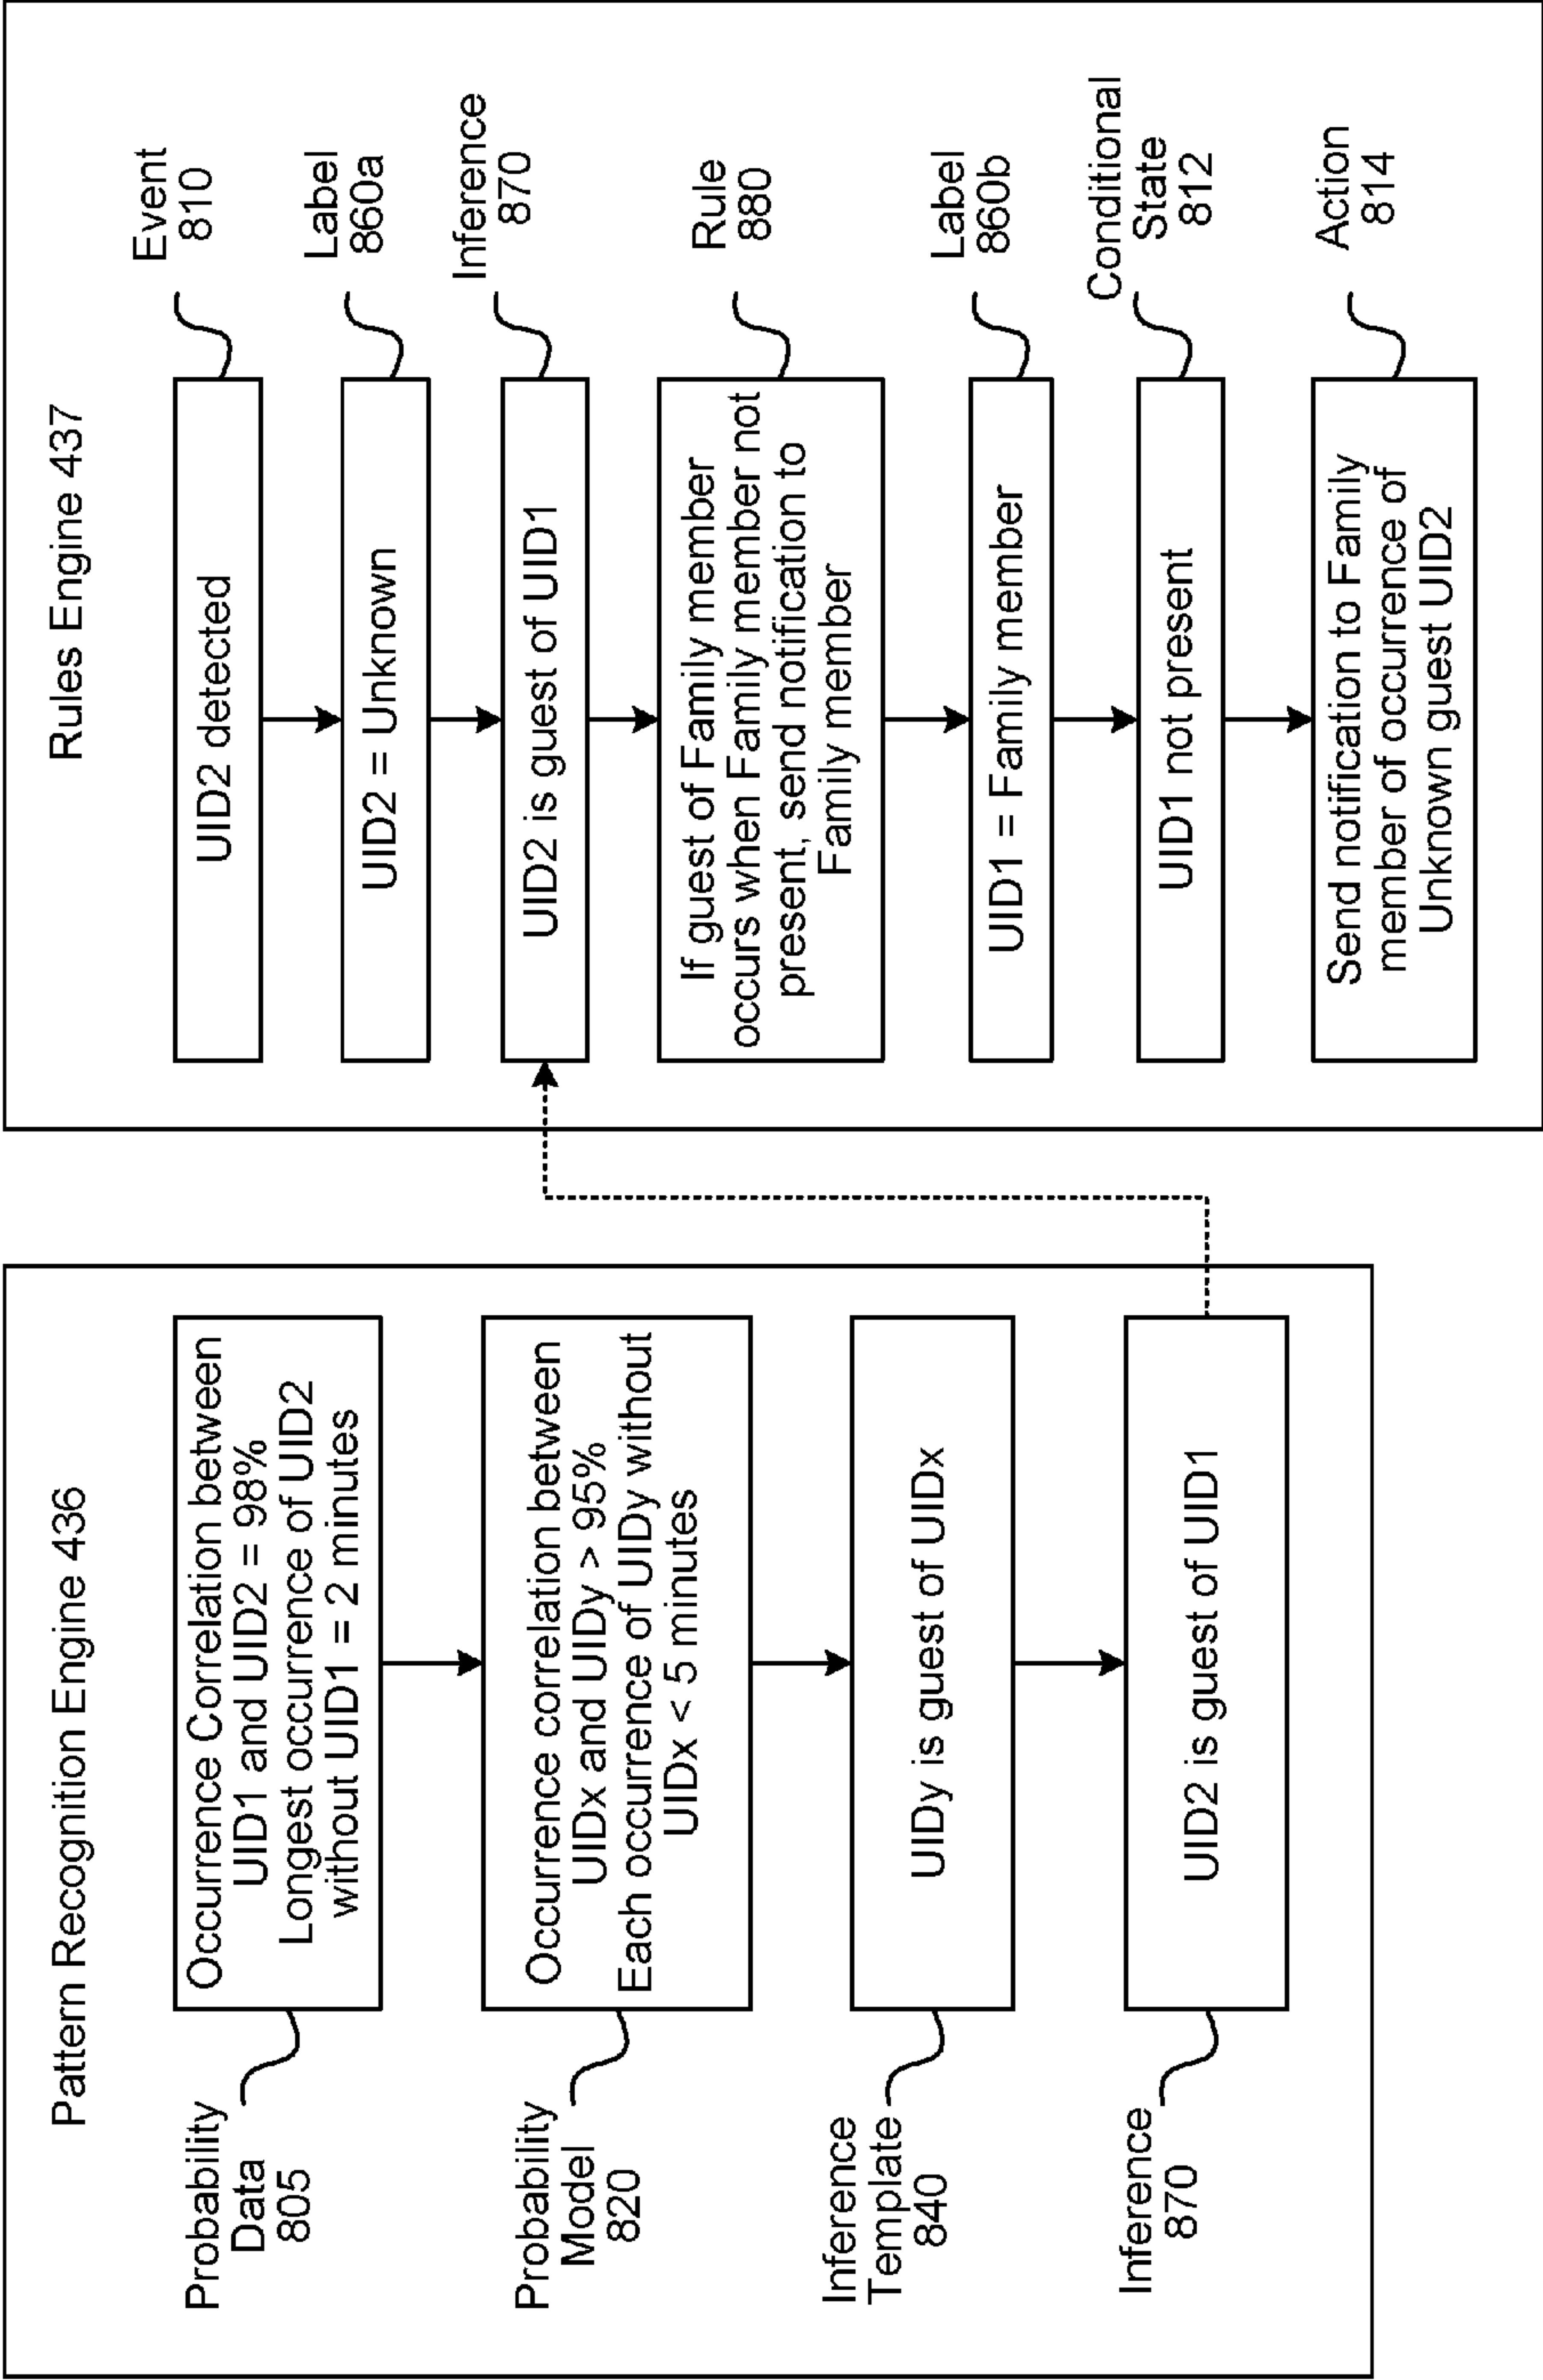 Pattern Recognition Engine 436
Probability
Data
805
Occurrence Correlation between
UID1 and UID2 = 98%
Longest occurrence of UID2
without UID1 = 2 minutes
Probability
Model
820
Occurrence correlation between
UIDx and UIDy > 95%
Each occurrence of UIDy without
UIDx < 5 minutes
Inference
Template
840
UIDy is guest of UIDx
Inference
870
UID2 is guest of UID1
Rules Engine 437
UID2 detected
Event
810
UID2 = Unknown
Label
860a
UID2 is guest of UID1
Inference
870
If guest of Family member
occurs when Family member not
present, send notification to
Family member
Rule
880
UID1 = Family member
Label
860b
UID1 not present
Conditional
State
812
Send notification to Family
member of occurrence of
Unknown guest UID2
Action
814